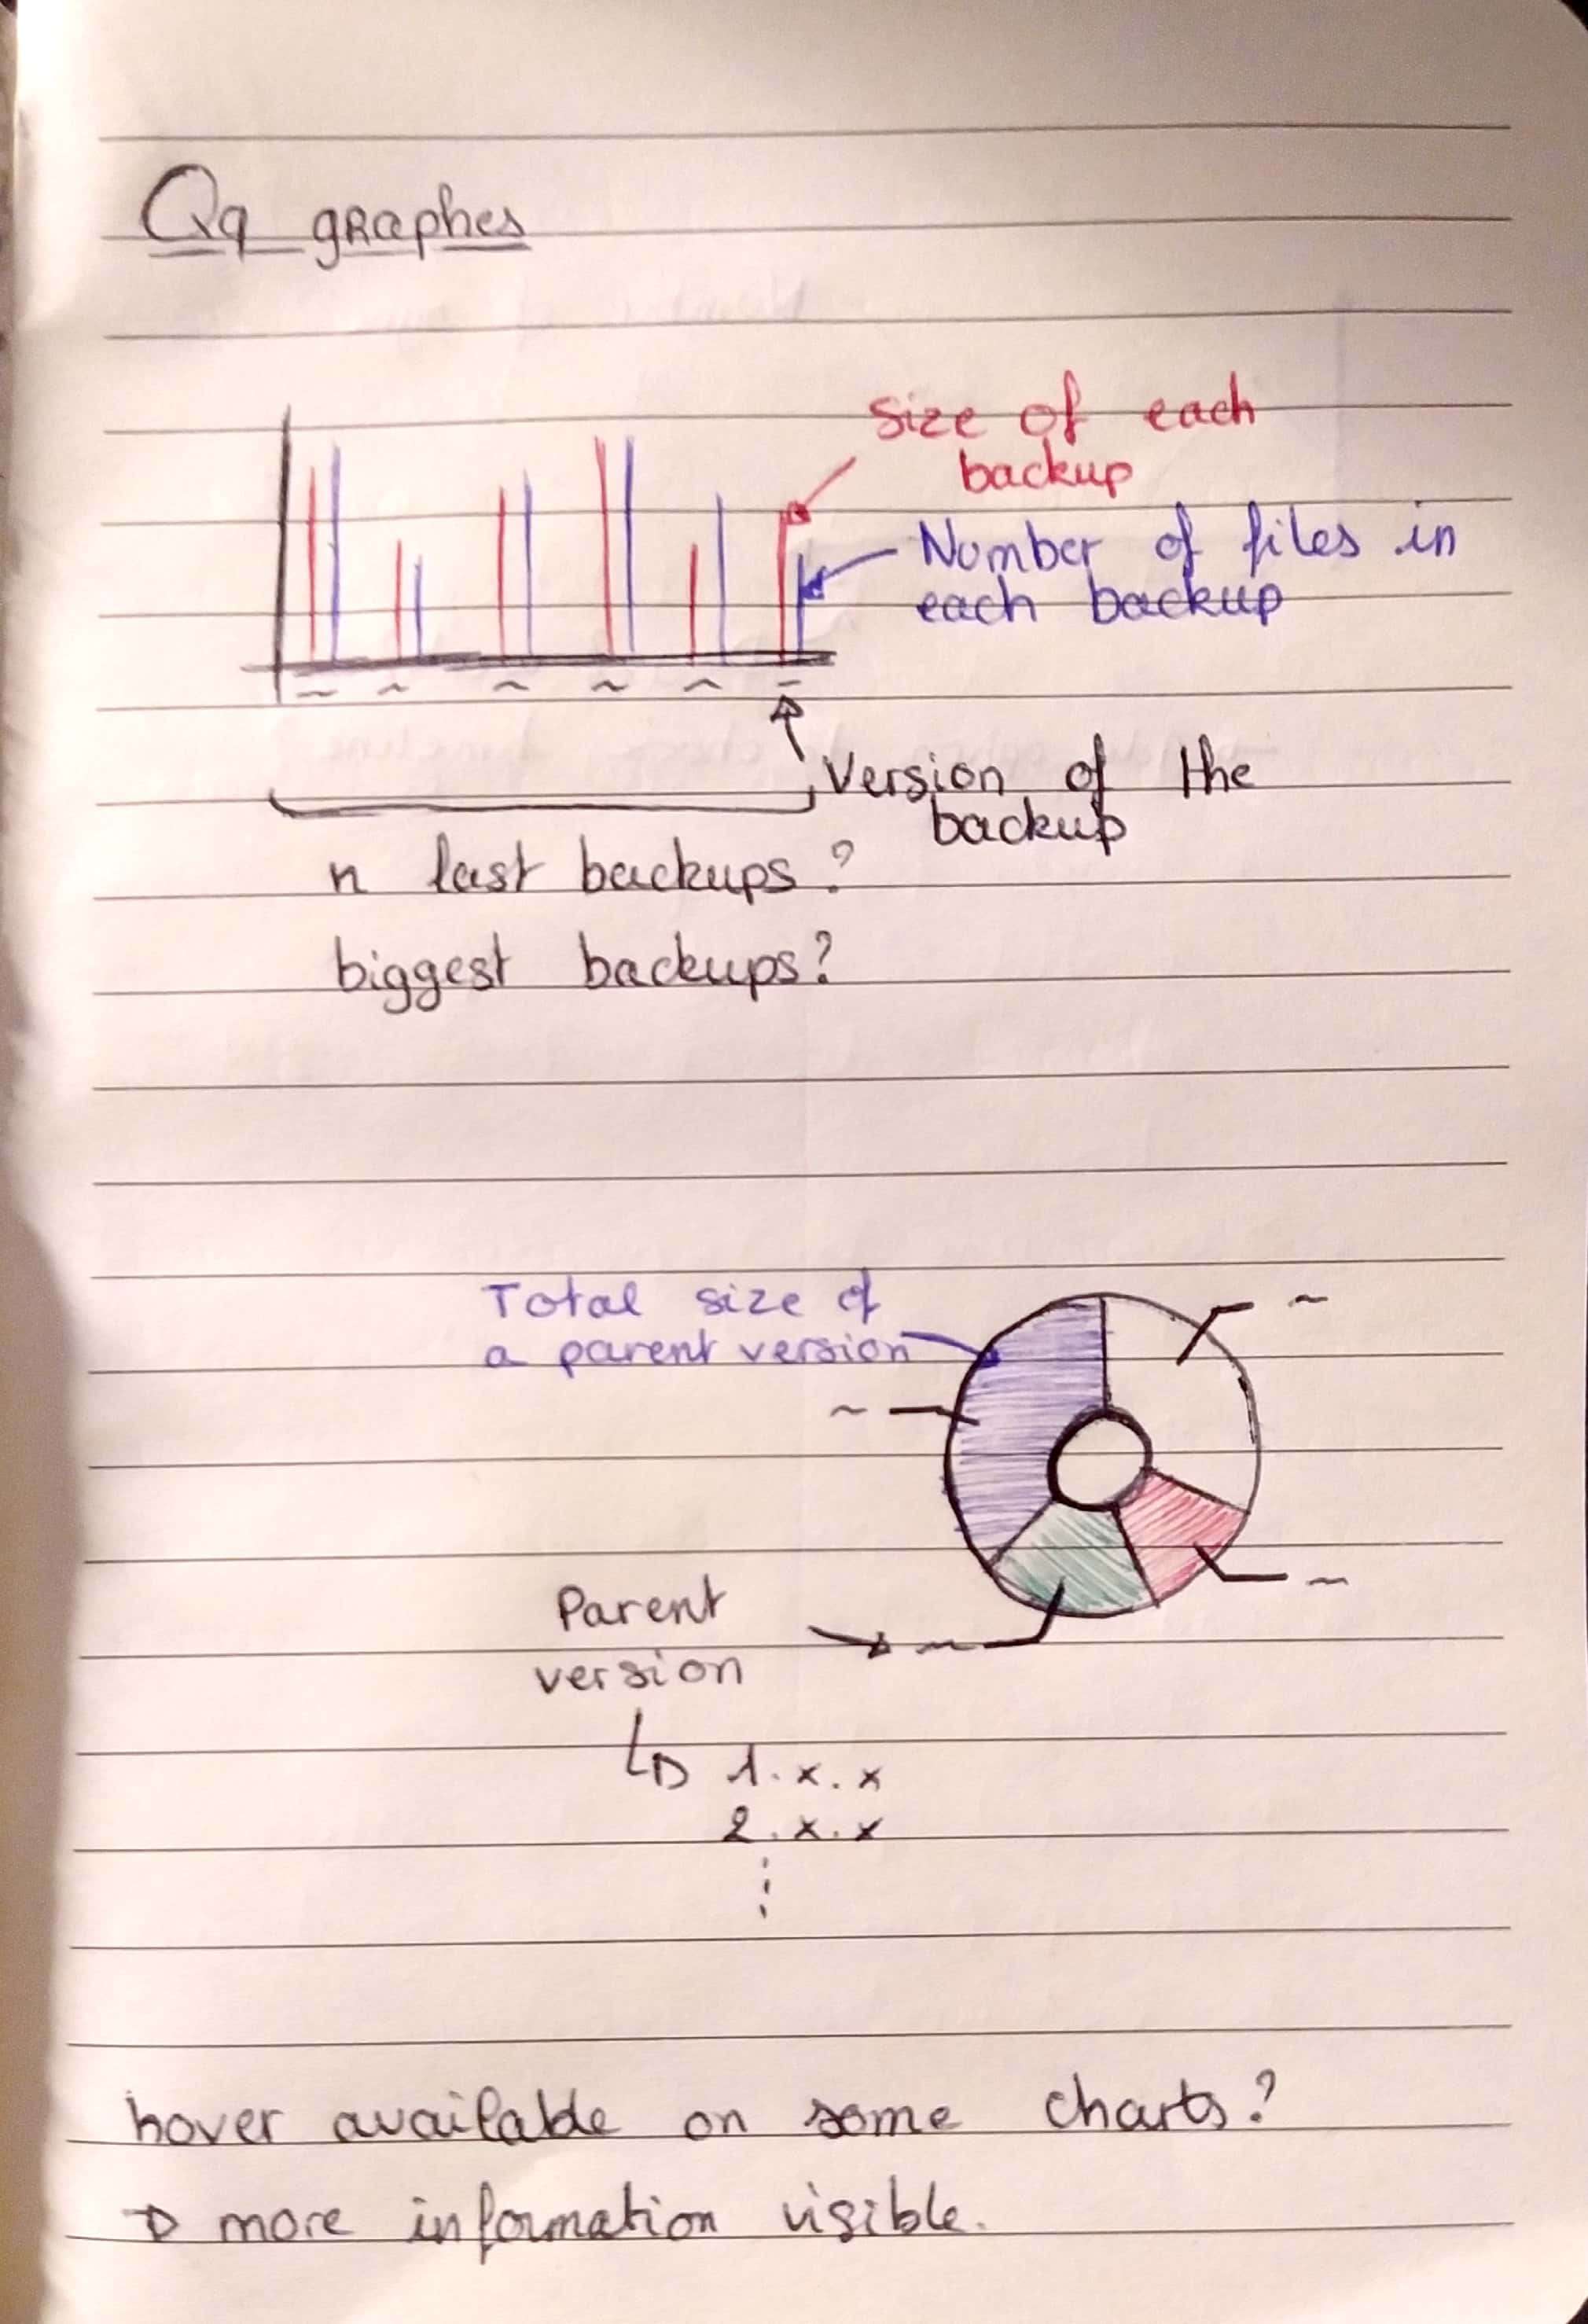 Qq graphes
Size of each
backup
Number of files in
each backup
Version of the
backup
n last backups ?
biggest backups?
Total size of
a parent version
Parent
version
1.x.x
2.x.x
hover available on some charts?
more information visible.